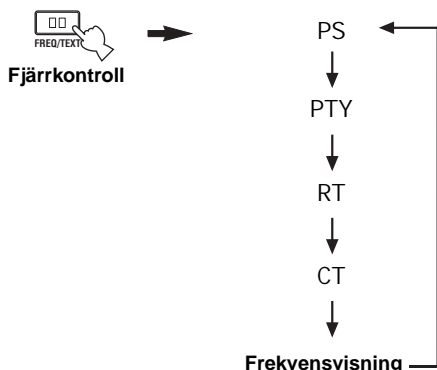 FREQ/TEXT
Fjärrkontroll
PS
PTY
RT
CT
Frekvensvisning